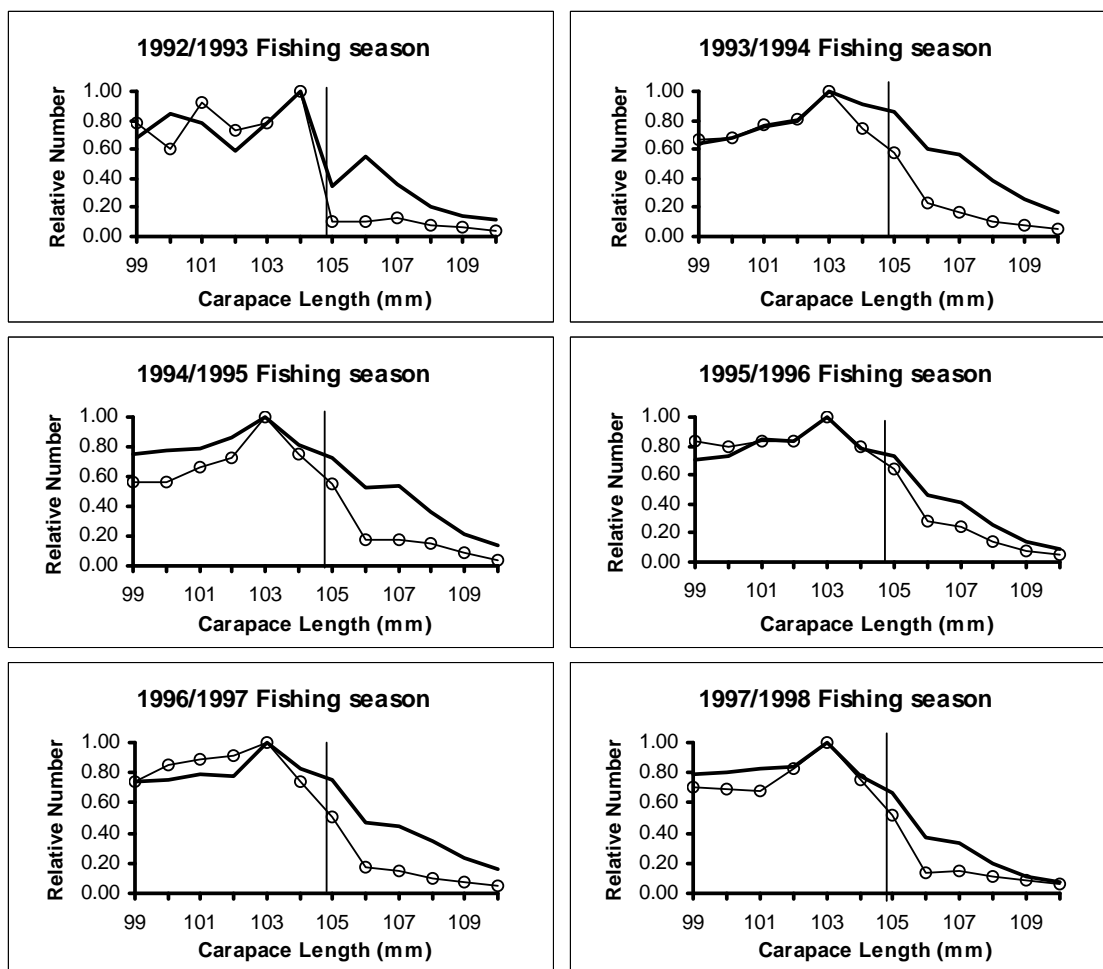 1992/1993 Fishing season
Relative Number
1.00
0.80
0.60
0.40
0.20
0.00
99 101 103 105 107 109
Carapace Length (mm)
1993/1994 Fishing season
Relative Number
1.00
0.80
0.60
0.40
0.20
0.00
99 101 103 105 107 109
Carapace Length (mm)
1994/1995 Fishing season
Relative Number
1.00
0.80
0.60
0.40
0.20
0.00
99 101 103 105 107 109
Carapace Length (mm)
1995/1996 Fishing season
Relative Number
1.00
0.80
0.60
0.40
0.20
0.00
99 101 103 105 107 109
Carapace Length (mm)
1996/1997 Fishing season
Relative Number
1.00
0.80
0.60
0.40
0.20
0.00
99 101 103 105 107 109
Carapace Length (mm)
1997/1998 Fishing season
Relative Number
1.00
0.80
0.60
0.40
0.20
0.00
99 101 103 105 107 109
Carapace Length (mm)